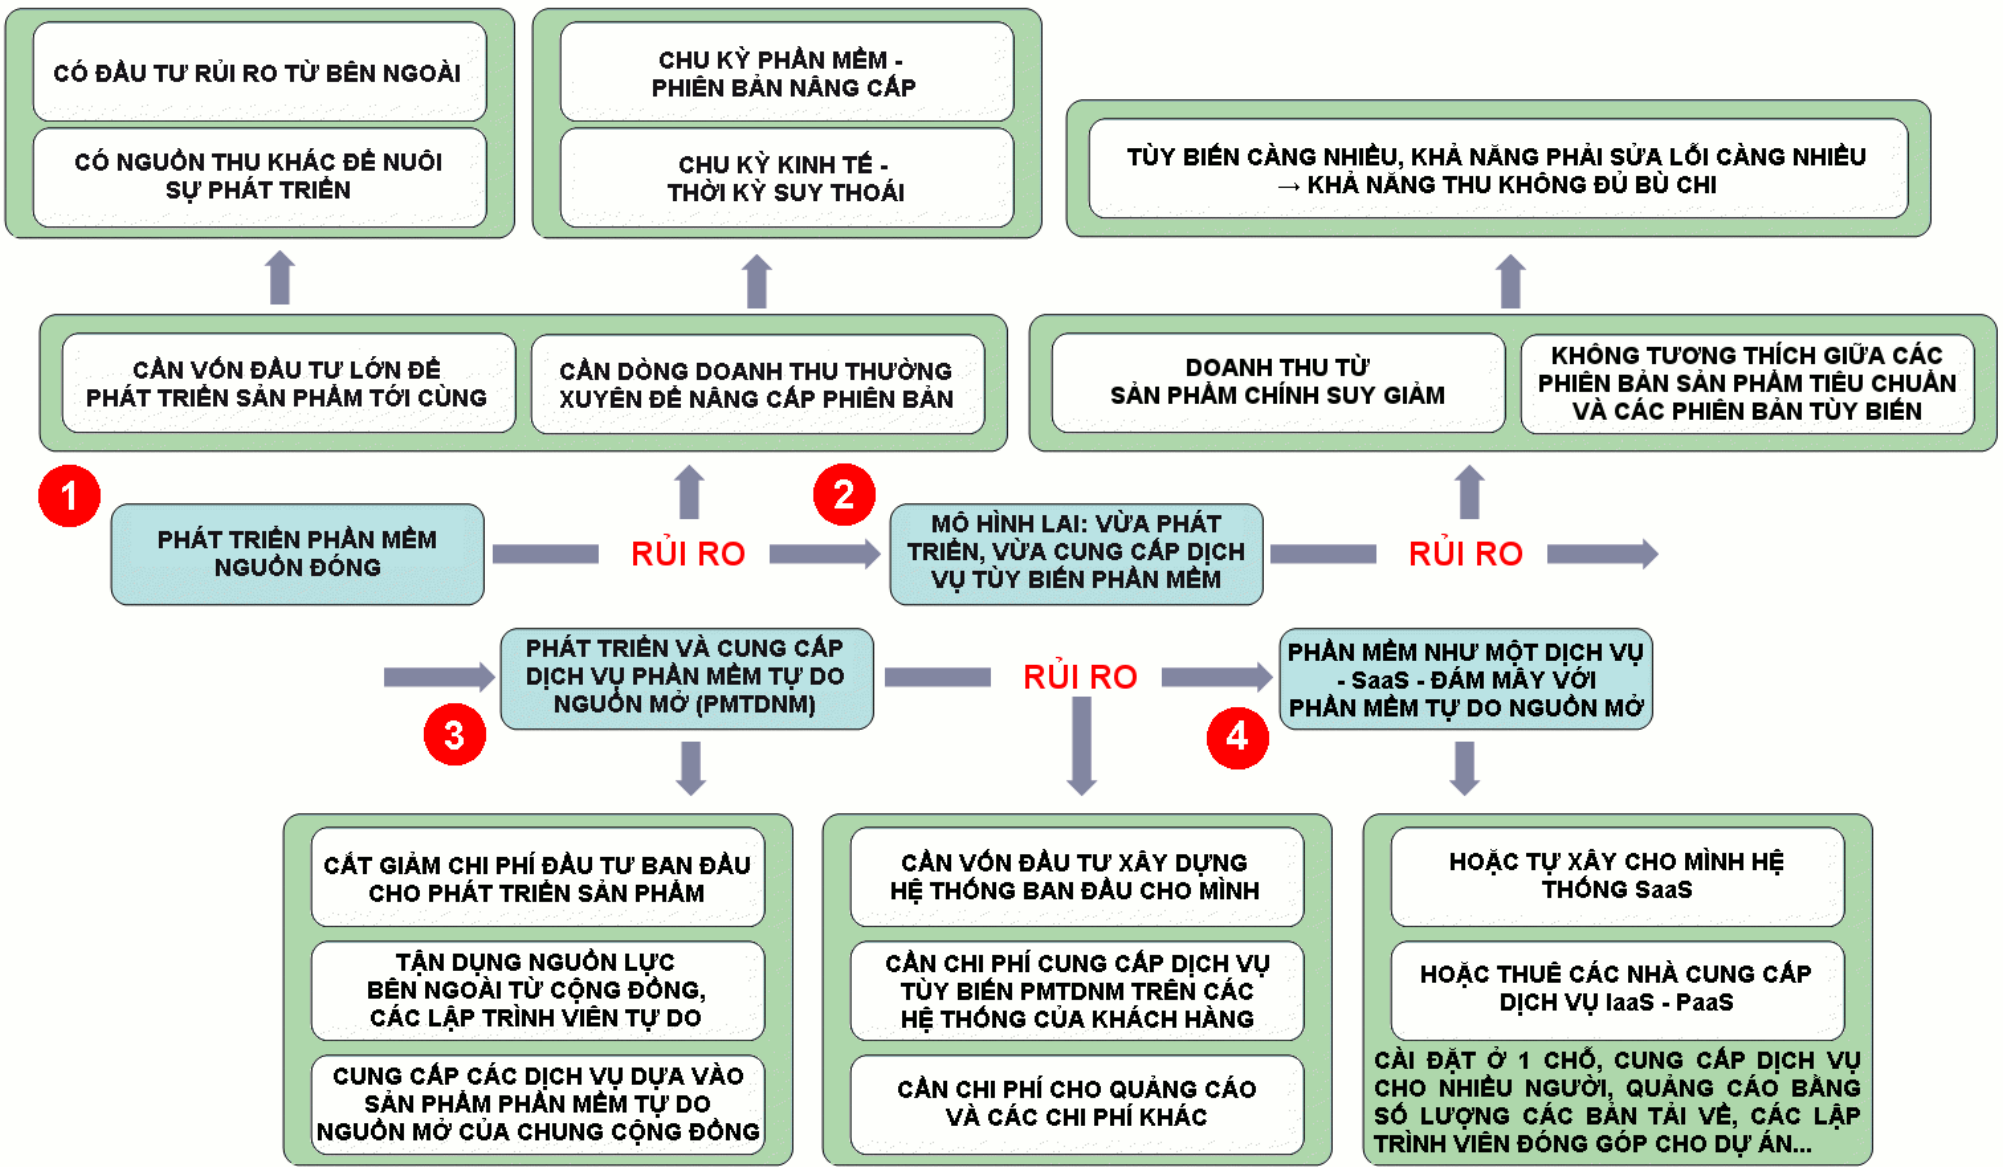 CÓ ĐẦU TƯ RỦI RO TỪ BÊN NGOÀI
CÓ NGUỒN THU KHÁC ĐỂ NUÔI
SỰ PHÁT TRIỂN
CHU KỲ PHẦN MỀM -
PHIÊN BẢN NÂNG CẤP
CHU KỲ KINH TẾ -
THỜI KỲ SUY THOÁI
TÙY BIẾN CÀNG NHIỀU, KHẢ NĂNG PHẢI SỬA LỖI CÀNG NHIỀU
→ KHẢ NĂNG THU KHÔNG ĐỦ BÙ CHI
CẦN VỐN ĐẦU TƯ LỚN ĐỂ
PHÁT TRIỂN SẢN PHẨM TỚI CÙNG
CẦN DÒNG DOANH THU THƯỜNG
XUYÊN ĐỂ NÂNG CẤP PHIÊN BẢN
DOANH THU TỪ
SẢN PHẨM CHÍNH SUY GIẢM
KHÔNG TƯƠNG THÍCH GIỮA CÁC
PHIÊN BẢN SẢN PHẨM TIÊU CHUẨN
VÀ CÁC PHIÊN BẢN TÙY BIẾN
1
PHÁT TRIỂN PHẦN MỀM
NGUỒN ĐÓNG
RỦI RO
2
MÔ HÌNH LAI: VỪA PHÁT
TRIỂN, VỪA CUNG CẤP DỊCH
VỤ TÙY BIẾN PHẦN MỀM
RỦI RO
3
PHÁT TRIỂN VÀ CUNG CẤP
DỊCH VỤ PHẦN MỀM TỰ DO
NGUỒN MỞ (PMTDNM)
RỦI RO
4
PHẦN MỀM NHƯ MỘT DỊCH VỤ
- SaaS - ĐÁM MÂY VỚI
PHẦN MỀM TỰ DO NGUỒN MỞ
CẮT GIẢM CHI PHÍ ĐẦU TƯ BAN ĐẦU
CHO PHÁT TRIỂN SẢN PHẨM
TẬN DỤNG NGUỒN LỰC
BÊN NGOÀI TỪ CỘNG ĐỒNG,
CÁC LẬP TRÌNH VIÊN TỰ DO
CUNG CẤP CÁC DỊCH VỤ DỰA VÀO
SẢN PHẨM PHẦN MỀM TỰ DO
NGUỒN MỞ CỦA CHUNG CỘNG ĐỒNG
CẦN VỐN ĐẦU TƯ XÂY DỰNG
HỆ THỐNG BAN ĐẦU CHO MÌNH
CẦN CHI PHÍ CUNG CẤP DỊCH VỤ
TÙY BIẾN PMTDNM TRÊN CÁC
HỆ THỐNG CỦA KHÁCH HÀNG
CẦN CHI PHÍ CHO QUẢNG CÁO
VÀ CÁC CHI PHÍ KHÁC
HOẶC TỰ XÂY CHO MÌNH HỆ
THỐNG SaaS
HOẶC THUÊ CÁC NHÀ CUNG CẤP
DỊCH VỤ IaaS - PaaS
CÀI ĐẶT Ở 1 CHỖ, CUNG CẤP DỊCH VỤ
CHO NHIỀU NGƯỜI, QUẢNG CÁO BẰNG
SỐ LƯỢNG CÁC BẢN TẢI VỀ, CÁC LẬP
TRÌNH VIÊN ĐÓNG GÓP CHO DỰ ÁN...